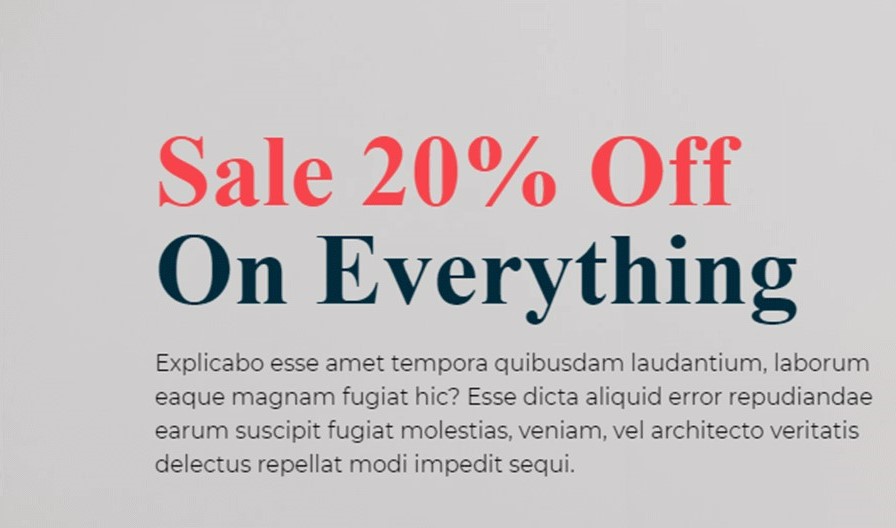 Sale 20% Off
On Everything
Explicabo esse amet tempora quibusdam laudantium, laborum
eaque magnam fugiat hic? Esse dicta aliquid error repudiandae
earum suscipit fugiat molestias, veniam, vel architecto veritatis
delectus repellat modi impedit sequi.